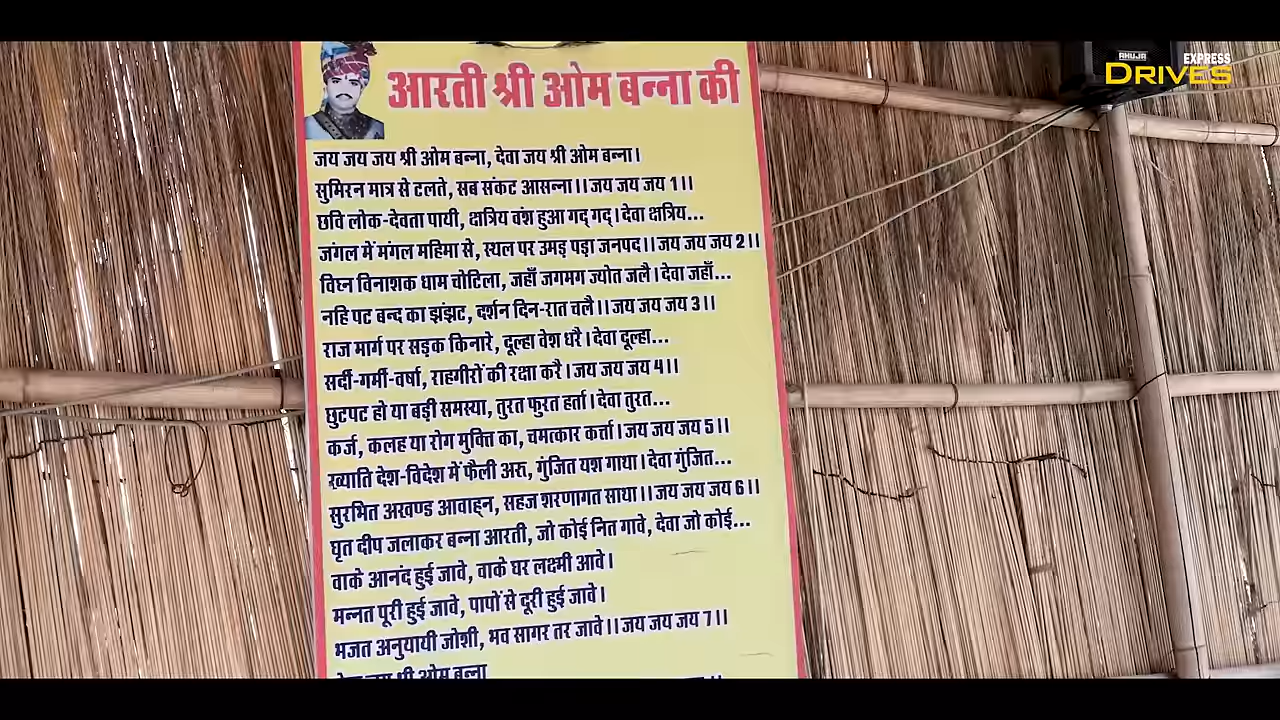 AHUJA
EXPRESS
DRIVES
आरती श्री ओम बन्ना की
जय जय जय श्री ओम बन्ना, देवा जय श्री ओम बन्ना।
सुमिरन मात्र से टलते, सब संकट आसन्ना।। जय जय जय 1।।
छवि लोक-देवता पायी, क्षत्रिय वंश हुआ गद् गद्। देवा क्षत्रिय...
जंगल में मंगल महिमा से, स्थल पर उमड़ पड़ा जनपद।। जय जय जय 2।।
विघ्न विनाशक धाम चोटिला, जहाँ जगमग ज्योत जलै। देवा जहाँ...
नहि पट बन्द का झंझट, दर्शन दिन-रात चलै।। जय जय जय 3।।
राज मार्ग पर सड़क किनारे, दूल्हा वेश धरै। देवा दूल्हा...
सर्दी-गर्मी-वर्षा, राहगीरों की रक्षा करै। जय जय जय 4।।
छुटपट हो या बड़ी समस्या, तुरत फुरत हर्ता। देवा तुरत...
कर्ज, कलह या रोग मुक्ति का, चमत्कार कर्ता। जय जय जय 5।।
ख्याति देश-विदेश में फैली अरू, गुंजित यश गाथा। देवा गुंजित...
सुरभित अखण्ड आवाह्न, सहज शरणागत साथा।। जय जय जय 6।।
घृत दीप जलाकर बन्ना आरती, जो कोई नित गावे, देवा जो कोई...
वाके आनंद हुई जावे, वाके घर लक्ष्मी आवे।
मन्नत पूरी हुई जावे, पापों से दूरी हुई जावे।
भजत अनुयायी जोशी, भव सागर तर जावे।। जय जय जय 7।।
श्री ओम बन्ना